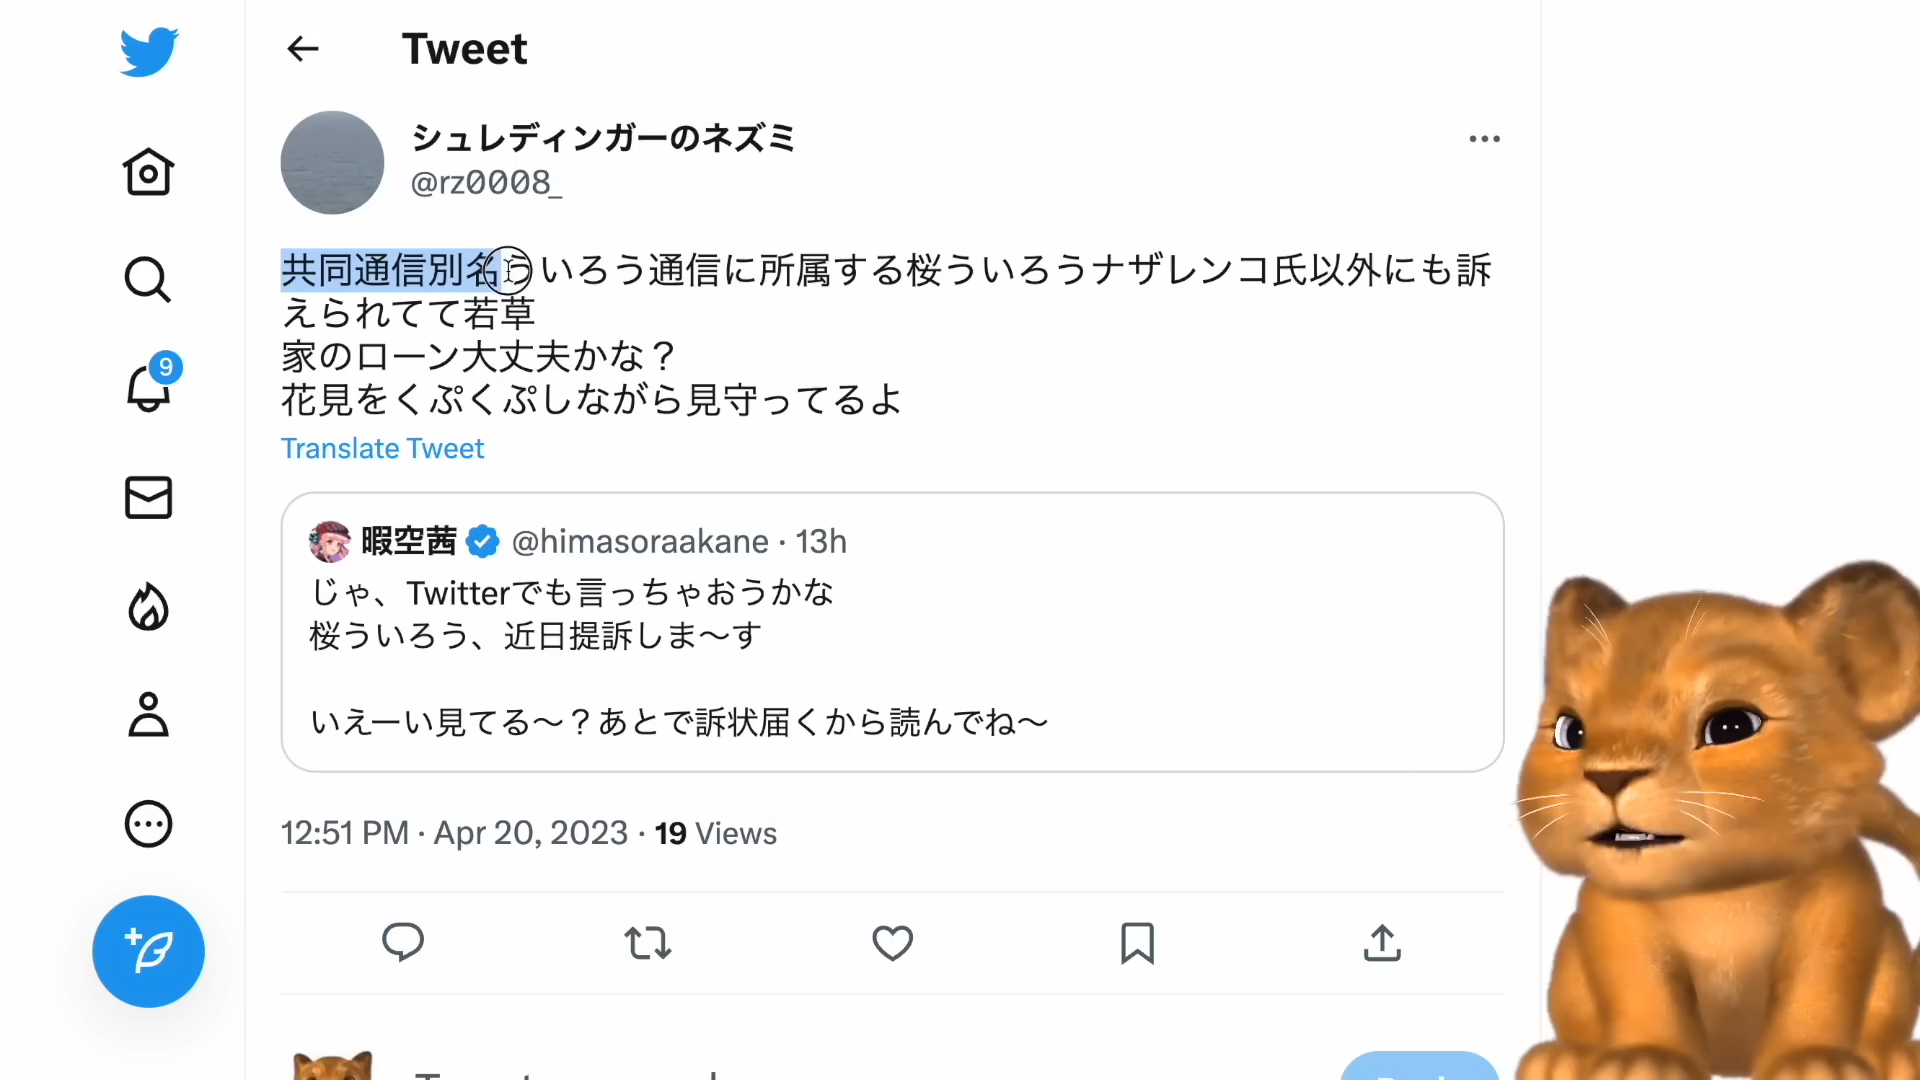 Tweet
シュレディンガーのネズミ
@rz0008_
共同通信別名ういろう通信に所属する桜ういろうナザレンコ氏以外にも訴
えられてて若草
家のローン大丈夫かな？
花見をくぷくぷしながら見守ってるよ
Translate Tweet
暇空茜 @himasoraakane · 13h
じゃ、Twitterでも言っちゃおうかな
桜ういろう、近日提訴しま〜す
いえーい見てる〜？あとで訴状届くから読んでね〜
12:51 PM · Apr 20, 2023 · 19 Views
9